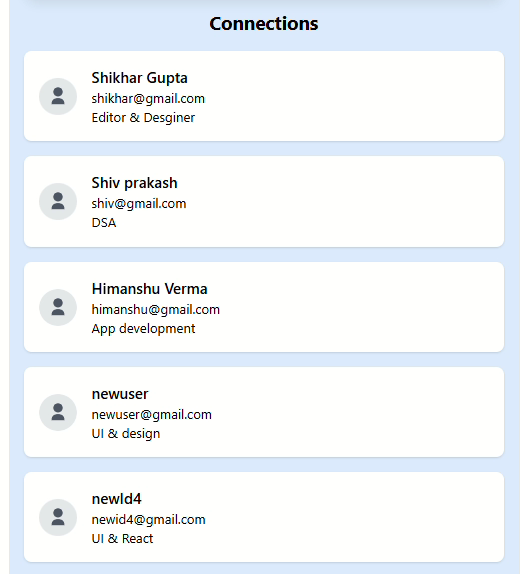 Connections
Shikhar Gupta
shikhar@gmail.com
Editor & Desginer
Shiv prakash
shiv@gmail.com
DSA
Himanshu Verma
himanshu@gmail.com
App development
newuser
newuser@gmail.com
UI & design
newId4
newid4@gmail.com
UI & React